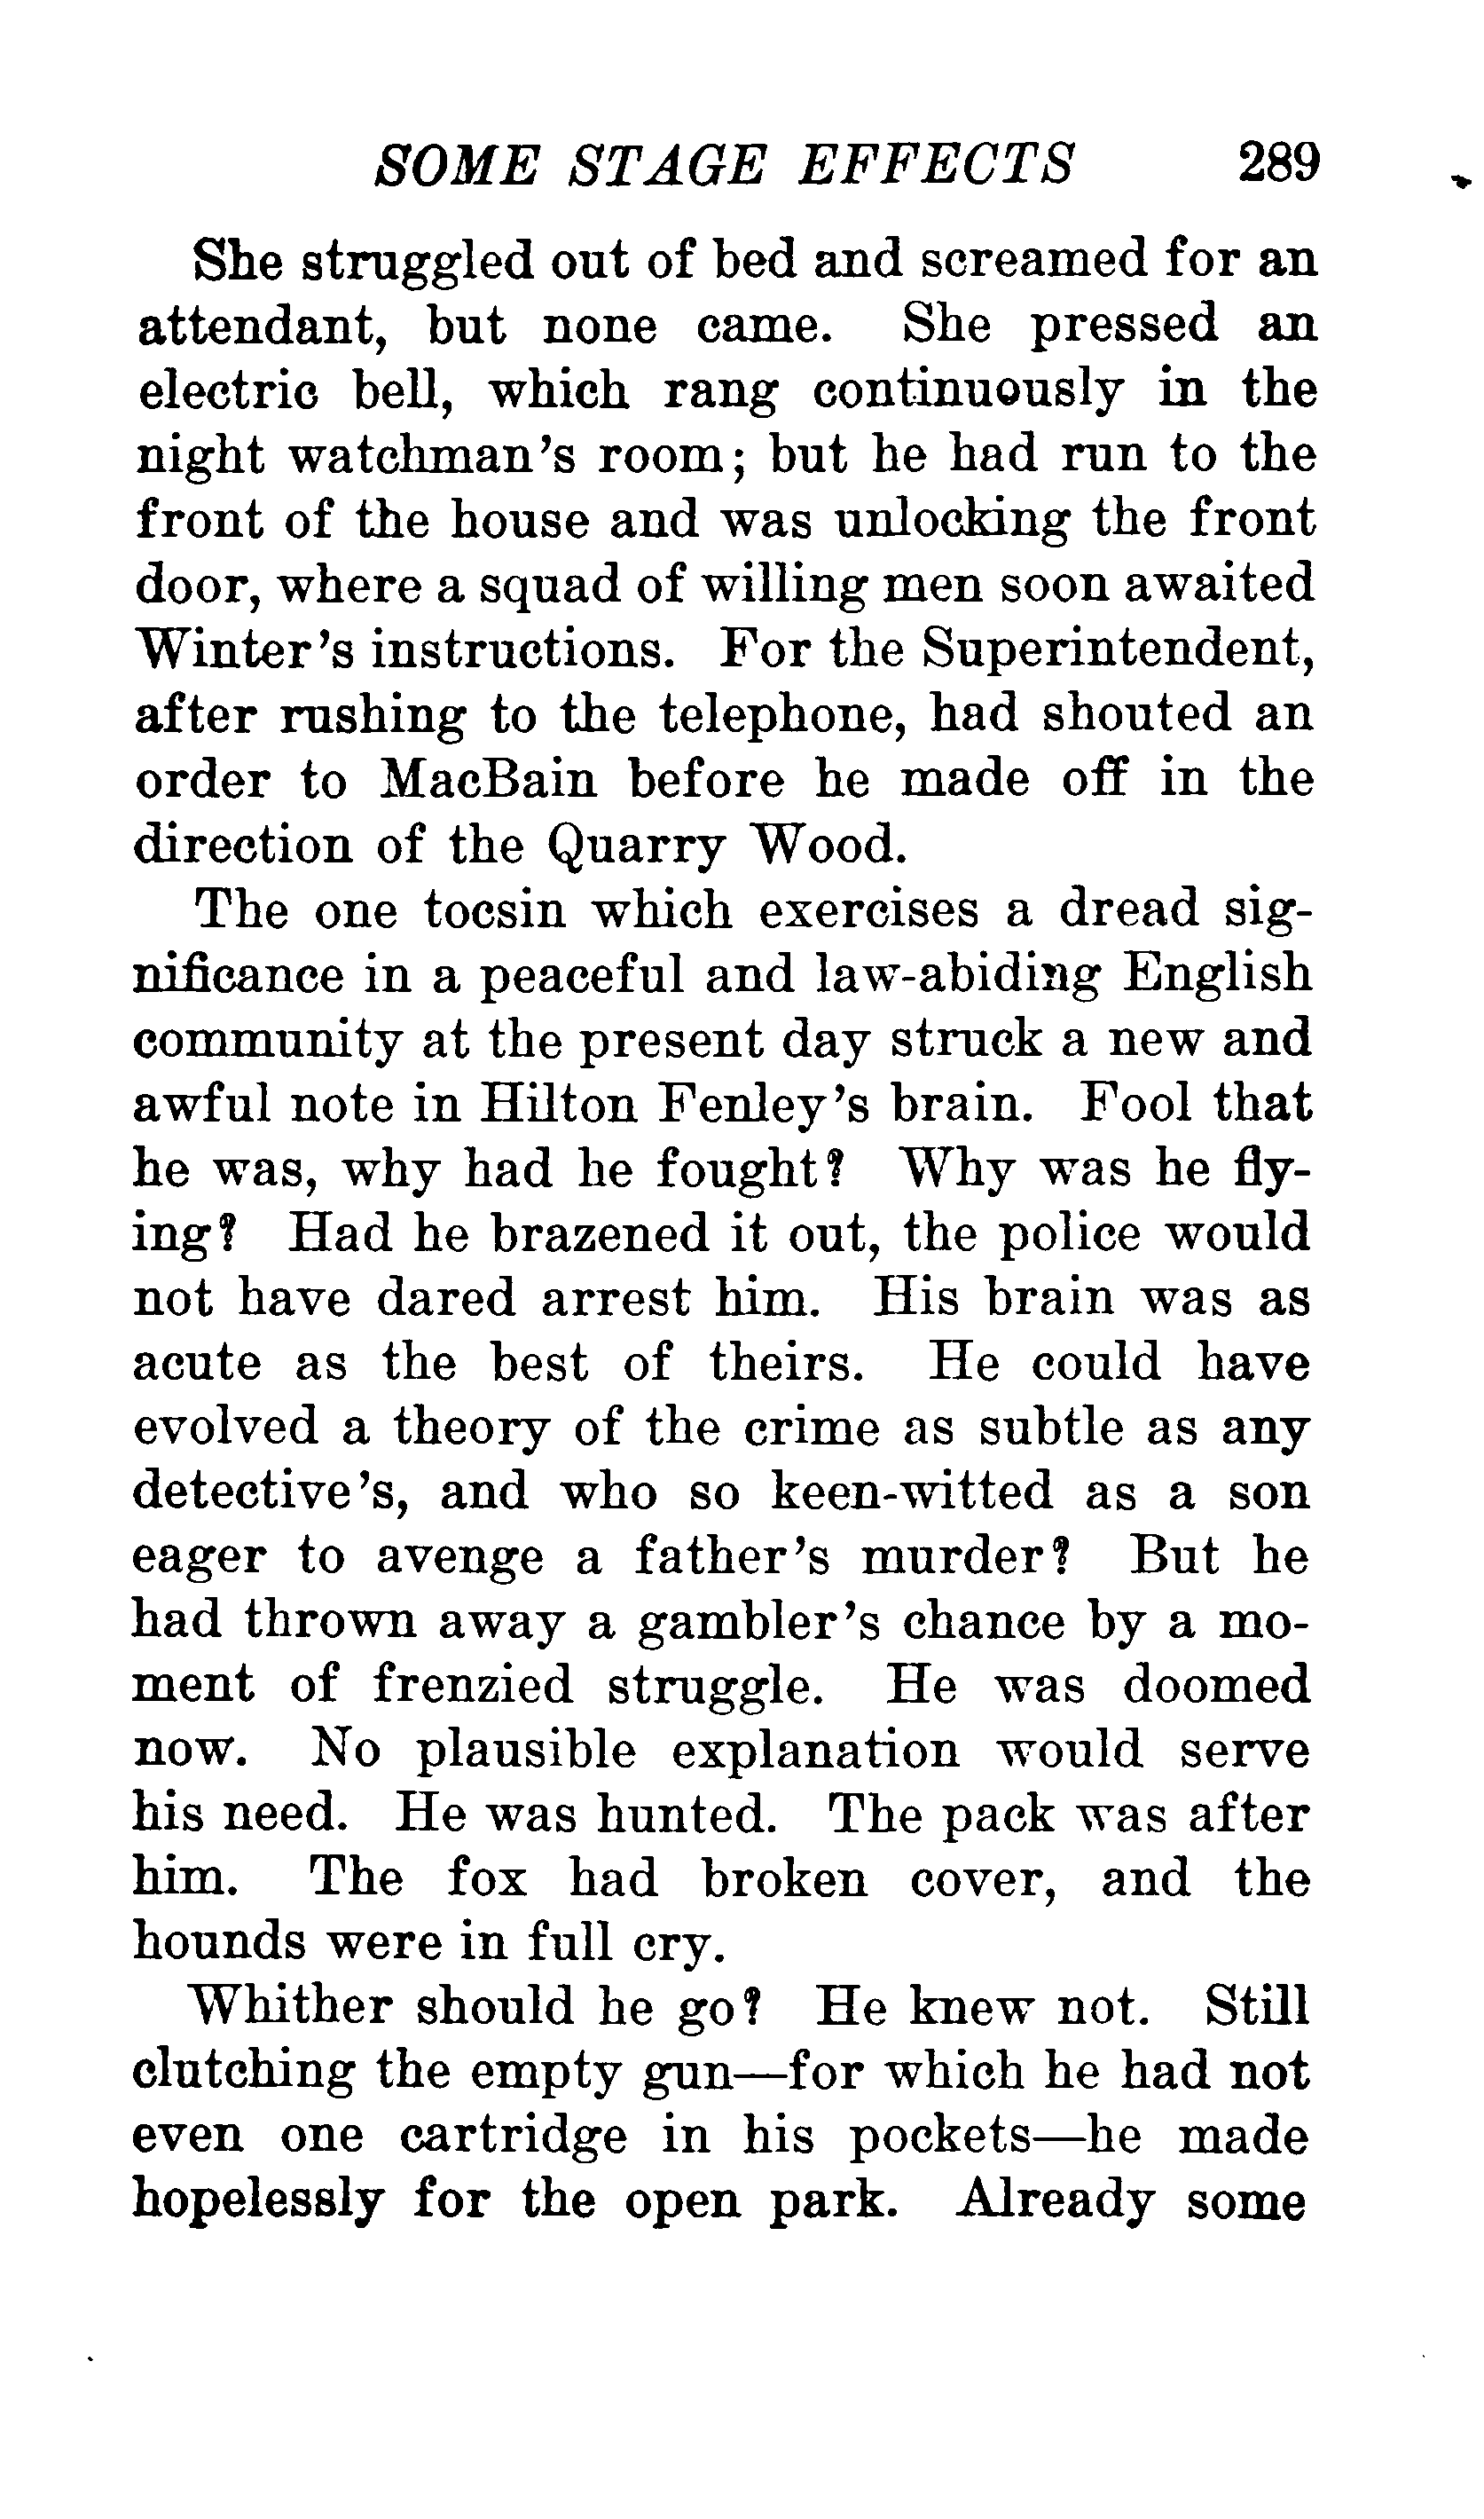 SOME STAGE EFFECTS 289
She struggled out of bed and screamed for an
attendant, but none came. She pressed an
electric bell, which rang continuously in the
night watchman's room; but he had run to the
front of the house and was unlocking the front
door, where a squad of willing men soon awaited
Winter's instructions. For the Superintendent,
after rushing to the telephone, had shouted an
order to MacBain before he made off in the
direction of the Quarry Wood.
The one tocsin which exercises a dread sig-
nificance in a peaceful and law-abiding English
community at the present day struck a new and
awful note in Hilton Fenley's brain. Fool that
he was, why had he fought? Why was he fly-
ing? Had he brazened it out, the police would
not have dared arrest him. His brain was as
acute as the best of theirs. He could have
evolved a theory of the crime as subtle as any
detective's, and who so keen-witted as a son
eager to avenge a father's murder? But he
had thrown away a gambler's chance by a mo-
ment of frenzied struggle. He was doomed
now. No plausible explanation would serve
his need. He was hunted. The pack was after
him. The fox had broken cover, and the
hounds were in full cry.
Whither should he go? He knew not. Still
clutching the empty gun—for which he had not
even one cartridge in his pockets—he made
hopelessly for the open park. Already some